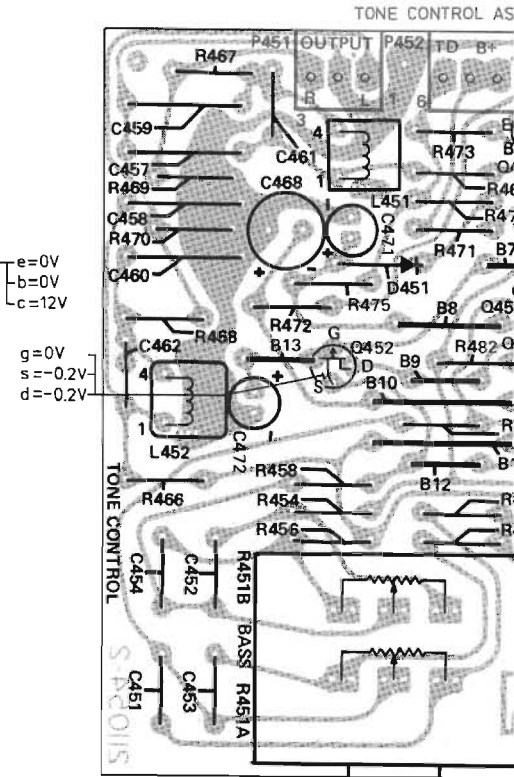 TONE CONTROL AS
P451 OUTPUT P452 TD B+
R L 1 6
3
R467
C459
C461
4
1
R473
C457
R469
C468
L451
C458
R470
C471
R471
e=0V
b=0V
c=12V
C460
D451
R475
R472
B8
R468
C462
B13
G
Q452
D
S
R482
B9
B10
g=0V
s=-0.2V
d=-0.2V
4
1
L452
C472
R458
B12
R466
R454
R456
TONE CONTROL
C454
C452
R451B
BASS
R451A
C451
C453